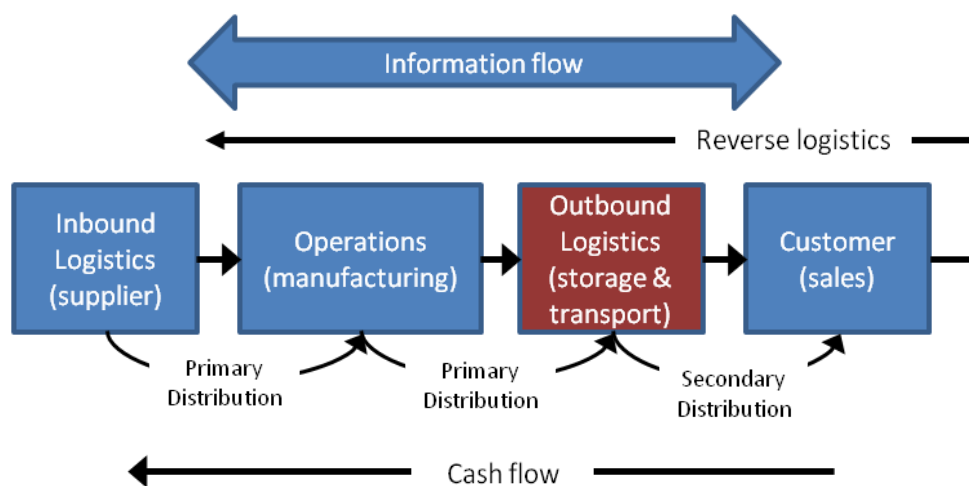 Information flow
Reverse logistics
Inbound
Logistics
(supplier)
Operations
(manufacturing)
Outbound
Logistics
(storage &
transport)
Customer
(sales)
Primary
Distribution
Primary
Distribution
Secondary
Distribution
Cash flow